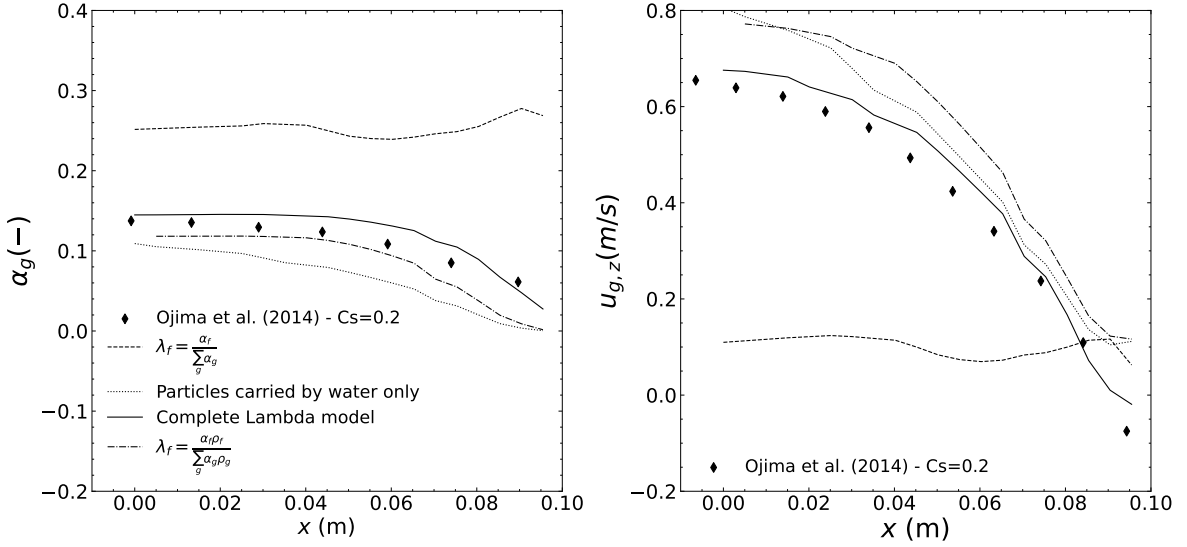 0.4
0.3
0.2
0.1
0.0
−0.1
−0.2
α_g(−)
Ojima et al. (2014) - Cs=0.2
λ_f = α_f / ∑_g α_g
Particles carried by water only
Complete Lambda model
λ_f = α_f ρ_f / ∑_g α_g ρ_g
0.00 0.02 0.04 0.06 0.08 0.10
x (m)
0.8
0.6
0.4
0.2
0.0
−0.2
u_{g,z}(m/s)
Ojima et al. (2014) - Cs=0.2
0.00 0.02 0.04 0.06 0.08 0.10
x (m)